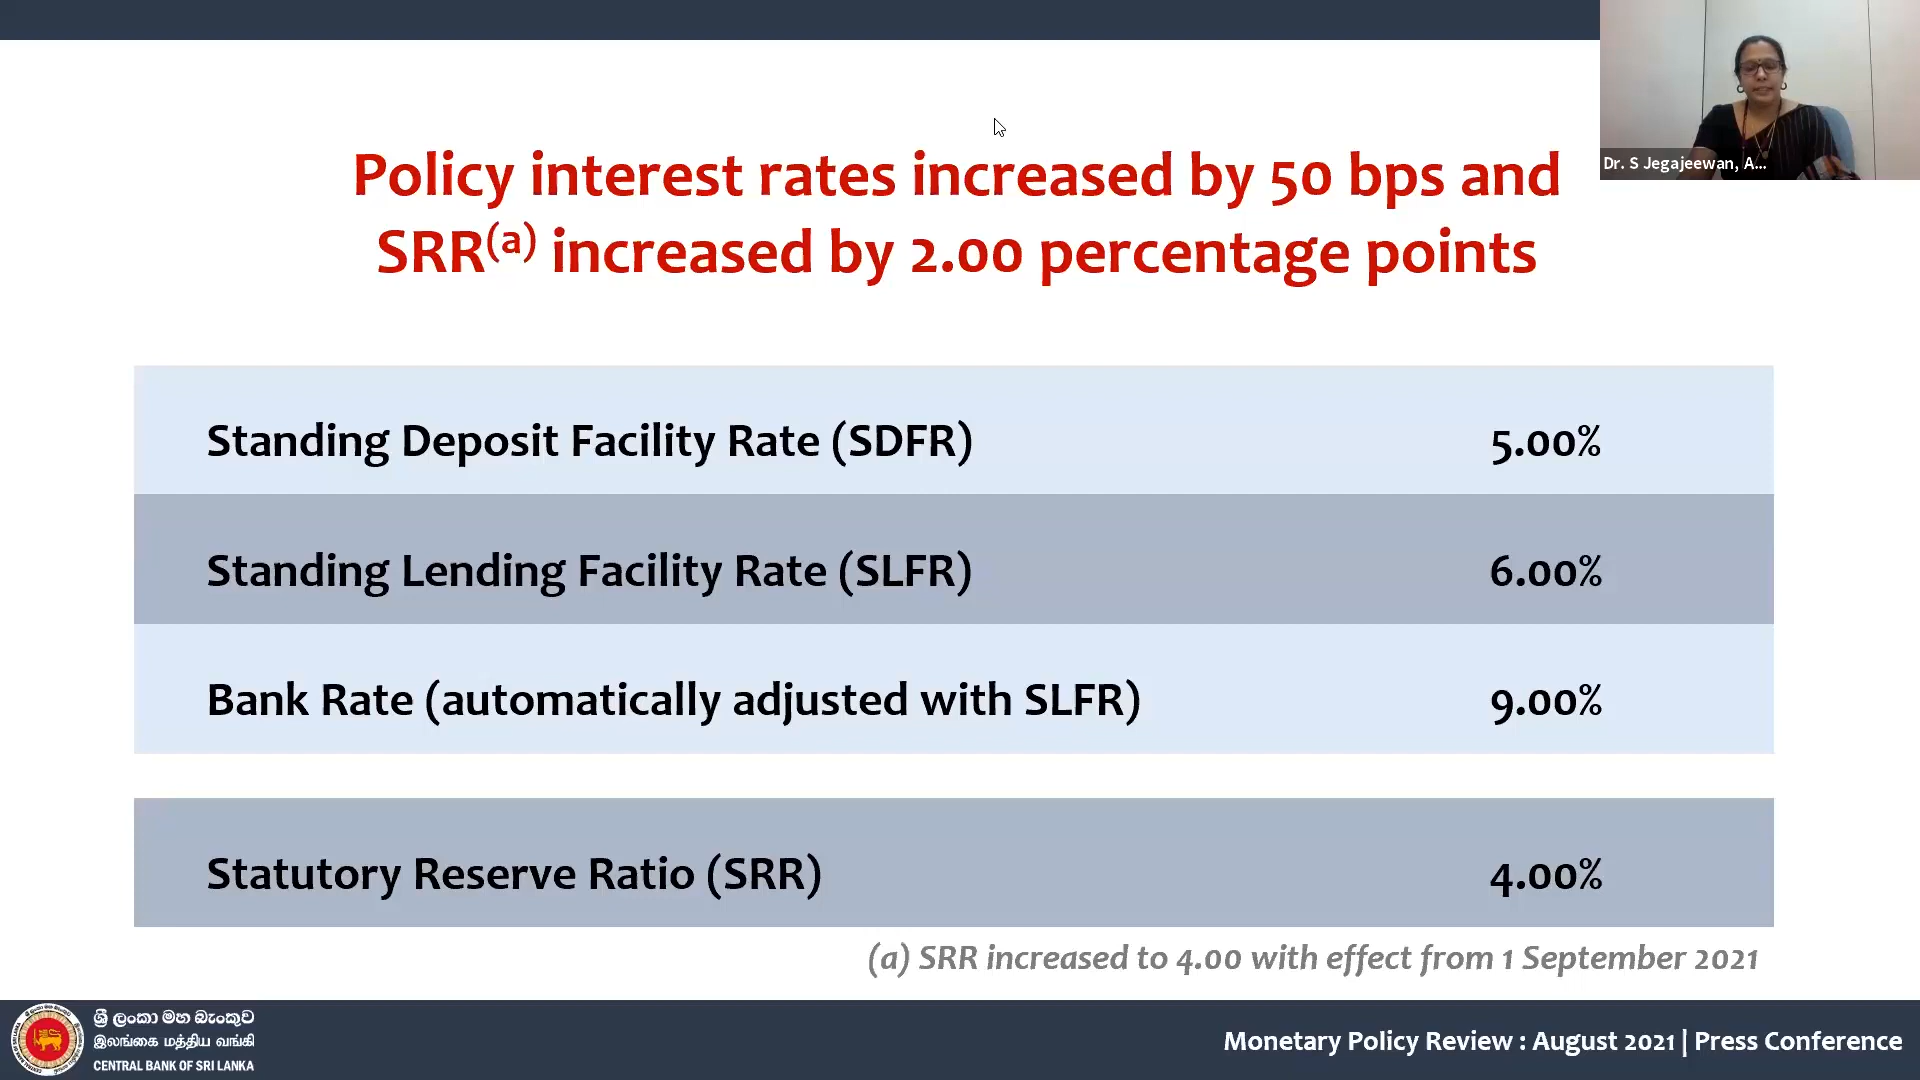 Policy interest rates increased by 50 bps and
SRR(a) increased by 2.00 percentage points
Dr. S Jegajeewan, A...
Standing Deposit Facility Rate (SDFR) 5.00%
Standing Lending Facility Rate (SLFR) 6.00%
Bank Rate (automatically adjusted with SLFR) 9.00%
Statutory Reserve Ratio (SRR) 4.00%
(a) SRR increased to 4.00 with effect from 1 September 2021
ශ්‍රී ලංකා මහ බැංකුව
இலங்கை மத்திய வங்கி
CENTRAL BANK OF SRI LANKA
Monetary Policy Review : August 2021 | Press Conference